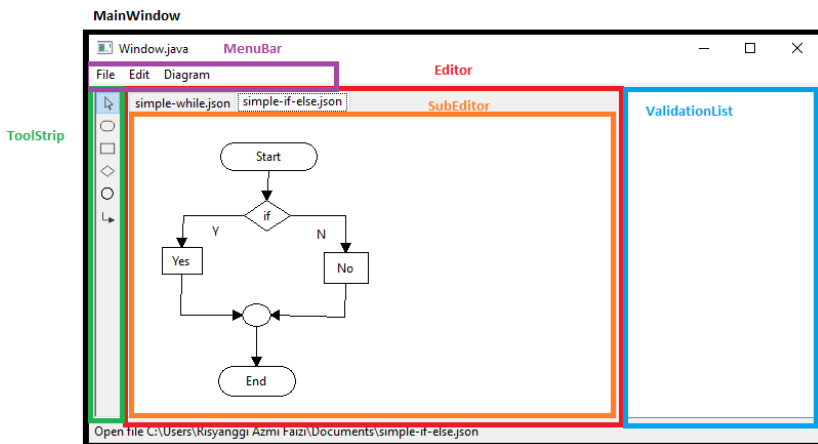 MainWindow
Window.java MenuBar
File Edit Diagram
Editor
simple-while.json simple-if-else.json
SubEditor
ValidationList
ToolStrip
Start
if
Y N
Yes
No
End
Open file C:\Users\Risyanggi Azmi Faizi\Documents\simple-if-else.json